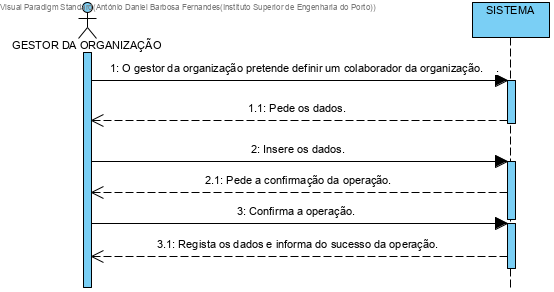 Visual Paradigm Standard(António Daniel Barbosa Fernandes(Instituto Superior de Engenharia do Porto))
SISTEMA
GESTOR DA ORGANIZAÇÃO
1: O gestor da organização pretende definir um colaborador da organização.
1.1: Pede os dados.
2: Insere os dados.
2.1: Pede a confirmação da operação.
3: Confirma a operação.
3.1: Regista os dados e informa do sucesso da operação.